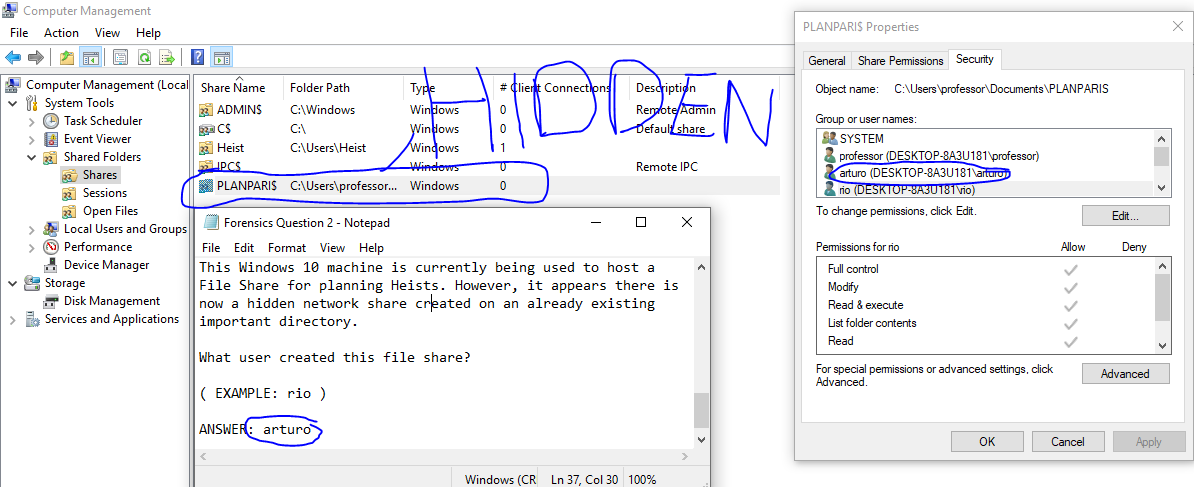 Computer Management
File Action View Help
Computer Management (Local
System Tools
Task Scheduler
Event Viewer
Shared Folders
Shares
Sessions
Open Files
Local Users and Groups
Performance
Device Manager
Storage
Disk Management
Services and Applications
Share Name Folder Path Type # Client Connections Description
ADMIN$ C:\Windows Windows 0 Remote Admin
C$ C:\ Windows 0 Default share
Heist C:\Users\Heist Windows 1
IPC$ Windows 0 Remote IPC
PLANPARIS$ C:\Users\professor... Windows 0
HIDDEN
Forensics Question 2 - Notepad
File Edit Format View Help
This Windows 10 machine is currently being used to host a
File Share for planning Heists. However, it appears there is
now a hidden network share created on an already existing
important directory.
What user created this file share?
( EXAMPLE: rio )
ANSWER: arturo
Windows (CR Ln 37, Col 30 100%
PLANPARIS$ Properties
General Share Permissions Security
Object name: C:\Users\professor\Documents\PLANPARIS
Group or user names:
SYSTEM
professor (DESKTOP-8A3U181\professor)
arturo (DESKTOP-8A3U181\arturo)
rio (DESKTOP-8A3U181\rio)
To change permissions, click Edit. Edit...
Permissions for rio Allow Deny
Full control
Modify
Read & execute
List folder contents
Read
For special permissions or advanced settings, click
Advanced. Advanced
OK Cancel Apply